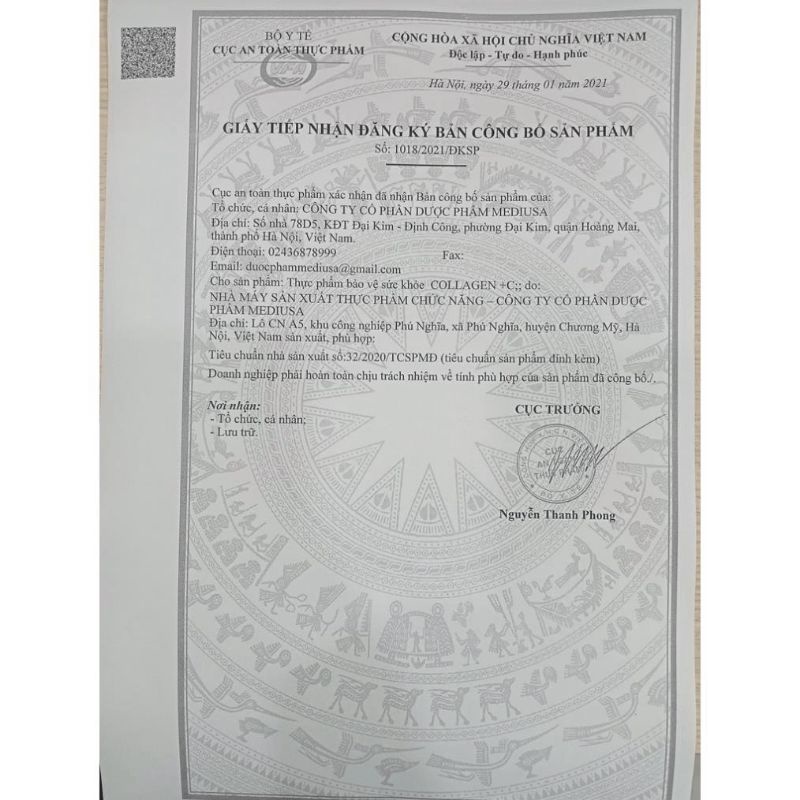 BỘ Y TẾ
CỤC AN TOÀN THỰC PHẨM
CỘNG HÒA XÃ HỘI CHỦ NGHĨA VIỆT NAM
Độc lập - Tự do - Hạnh phúc
Hà Nội, ngày 29 tháng 01 năm 2021
GIẤY TIẾP NHẬN ĐĂNG KÝ BẢN CÔNG BỐ SẢN PHẨM
Số: 1018/2021/ĐKSP
Cục an toàn thực phẩm xác nhận đã nhận Bản công bố sản phẩm của:
Tổ chức, cá nhân: CÔNG TY CỔ PHẦN DƯỢC PHẨM MEDIUSA
Địa chỉ: Số nhà 78D5, KĐT Đại Kim - Định Công, phường Đại Kim, quận Hoàng Mai,
thành phố Hà Nội, Việt Nam.
Điện thoại: 02436878999 Fax:
Email: duocphammediusa@gmail.com
Cho sản phẩm: Thực phẩm bảo vệ sức khỏe COLLAGEN +C;; do:
NHÀ MÁY SẢN XUẤT THỰC PHẨM CHỨC NĂNG – CÔNG TY CỔ PHẦN DƯỢC
PHẨM MEDIUSA
Địa chỉ: Lô CN A5, khu công nghiệp Phú Nghĩa, xã Phú Nghĩa, huyện Chương Mỹ, Hà
Nội, Việt Nam sản xuất, phù hợp:
Tiêu chuẩn nhà sản xuất số:32/2020/TCSPMĐ (tiêu chuẩn sản phẩm đính kèm)
Doanh nghiệp phải hoàn toàn chịu trách nhiệm về tính phù hợp của sản phẩm đã công bố./.
Nơi nhận:
- Tổ chức, cá nhân;
- Lưu trữ.
CỤC TRƯỞNG
CỤC
AN TOÀN
THỰC PHẨM
BỘ Y TẾ
Nguyễn Thanh Phong